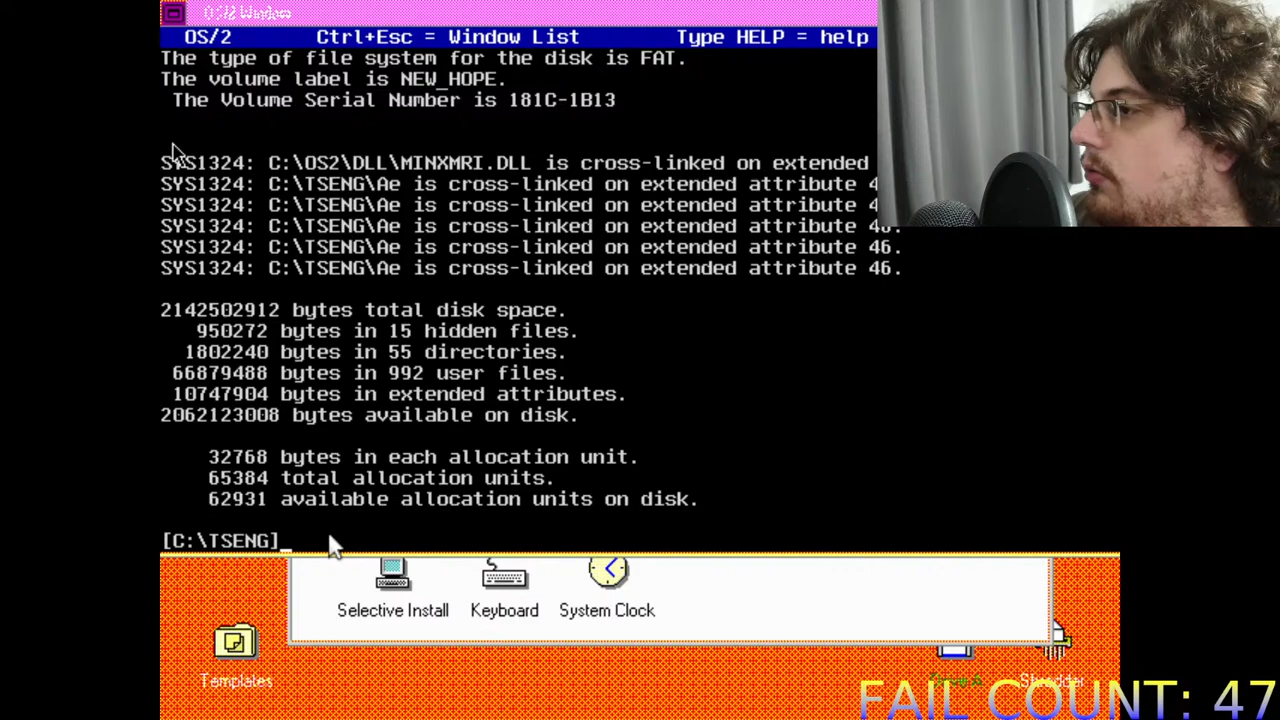 OS/2 Window
OS/2 Ctrl+Esc = Window List Type HELP = help
The type of file system for the disk is FAT.
The volume label is NEW_HOPE.
The Volume Serial Number is 181C-1B13
SYS1324: C:\OS2\DLL\MINXMRI.DLL is cross-linked on extended
SYS1324: C:\TSENG\Ae is cross-linked on extended attribute 4
SYS1324: C:\TSENG\Ae is cross-linked on extended attribute
SYS1324: C:\TSENG\Ae is cross-linked on extended attribute 46.
SYS1324: C:\TSENG\Ae is cross-linked on extended attribute 46.
SYS1324: C:\TSENG\Ae is cross-linked on extended attribute 46.
2142502912 bytes total disk space.
950272 bytes in 15 hidden files.
1802240 bytes in 55 directories.
66879488 bytes in 992 user files.
10747904 bytes in extended attributes.
2062123008 bytes available on disk.
32768 bytes in each allocation unit.
65384 total allocation units.
62931 available allocation units on disk.
[C:\TSENG]
Selective Install Keyboard System Clock
Templates Drive A Shredder
FAIL COUNT: 47